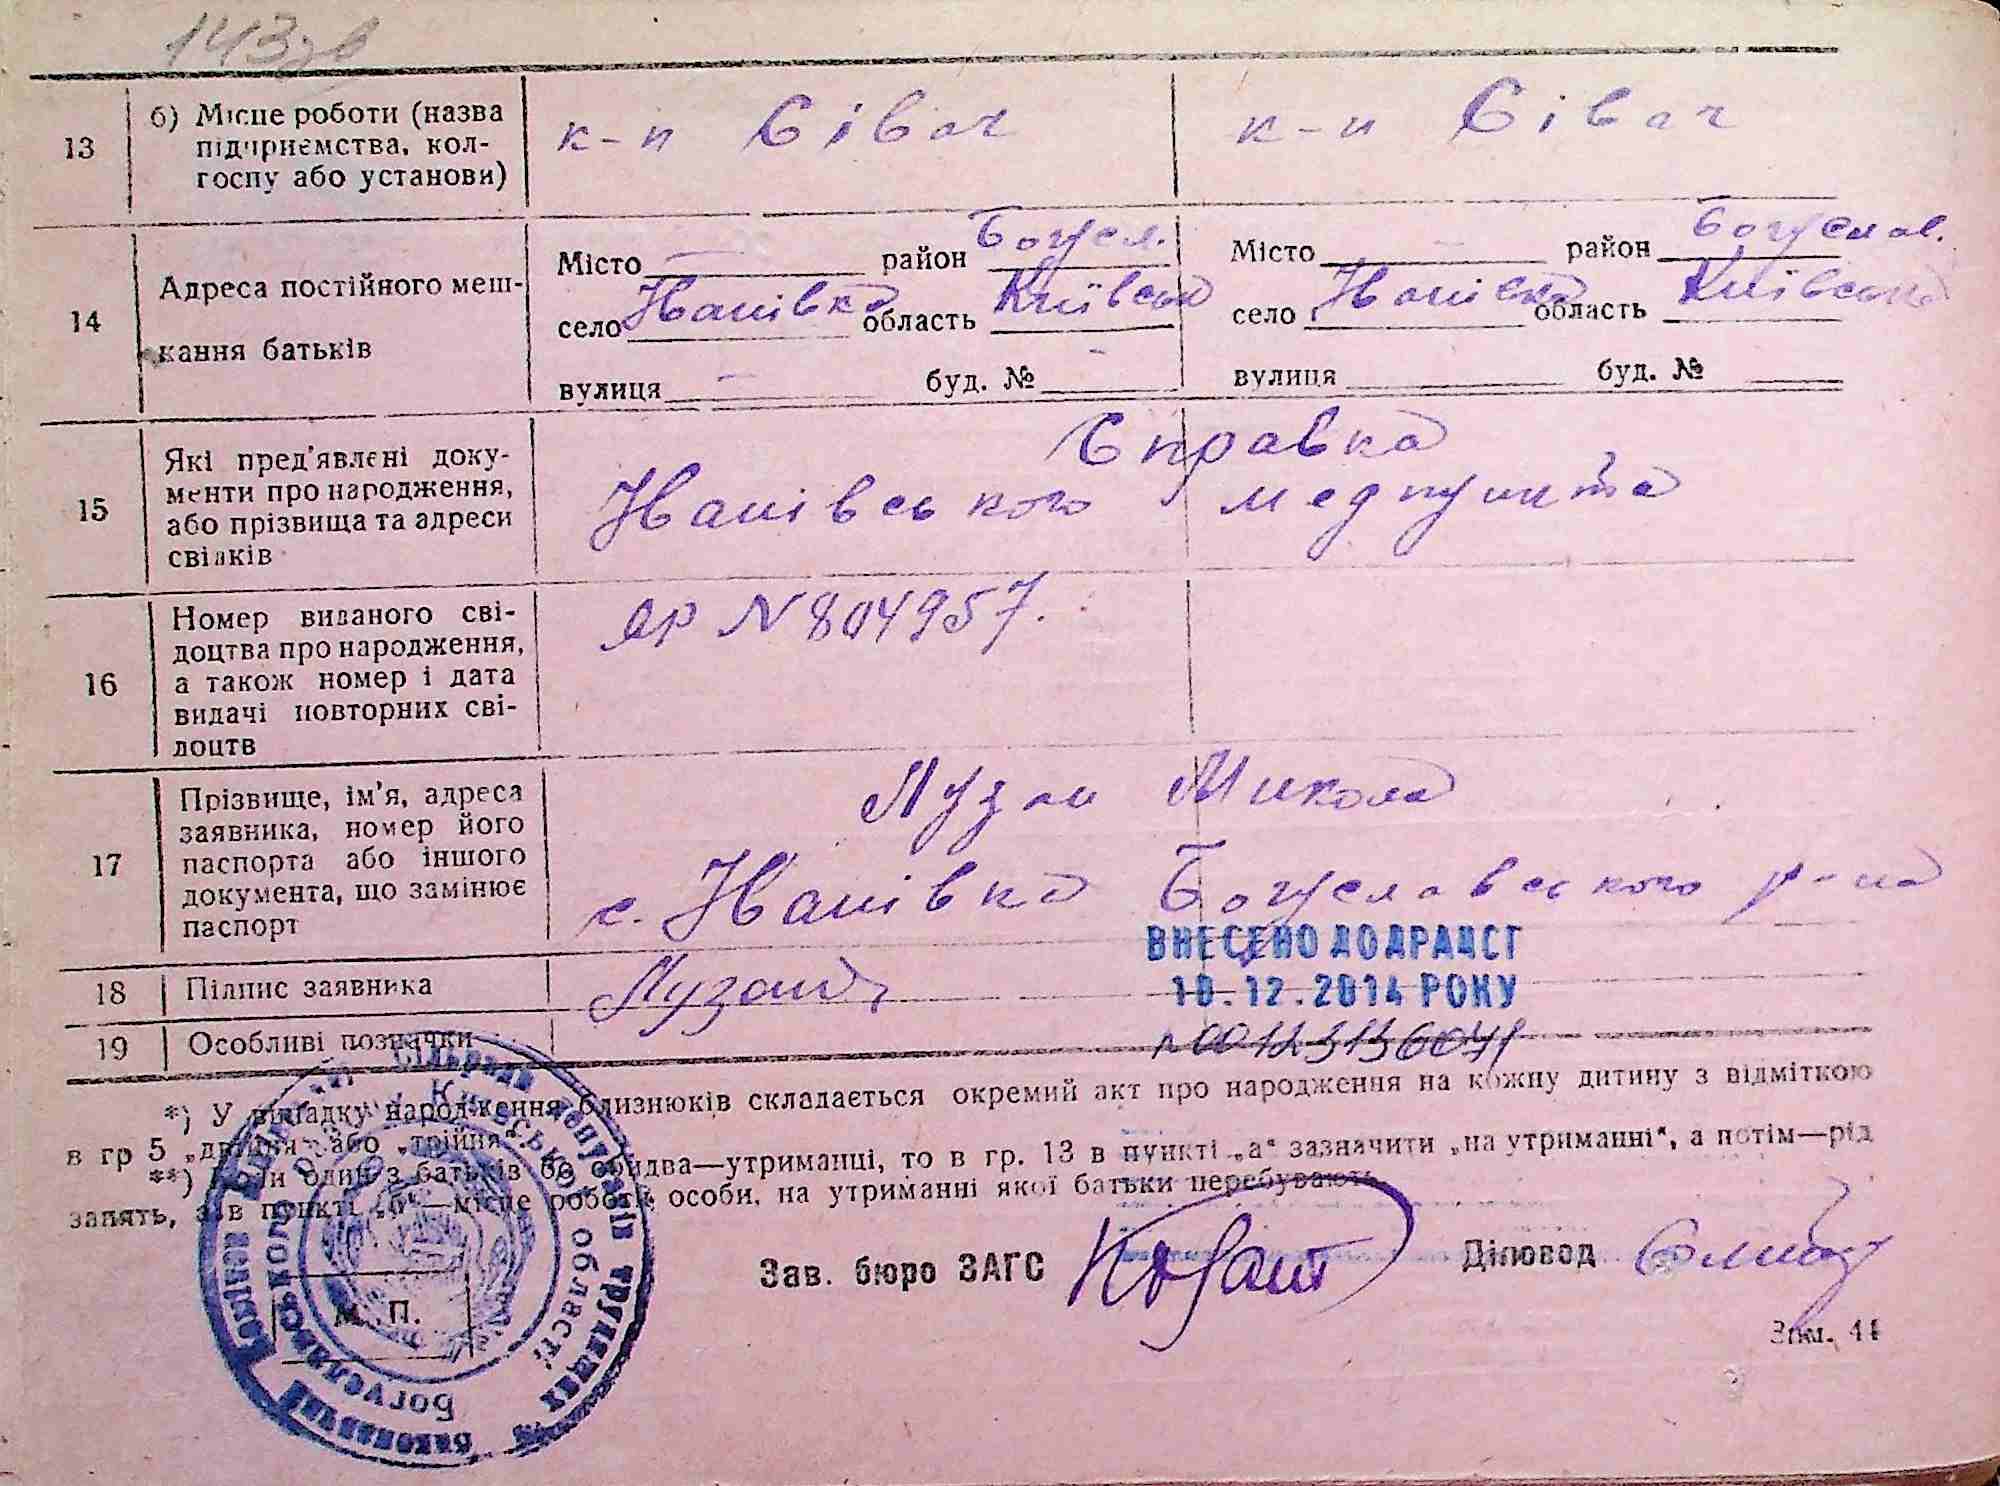 143зв
13
б) Місце роботи (назва
підприємства, кол-
госпу або установи)
к-п Сівач
к-п Сівач
14
Адреса постійного меш-
кання батьків
Місто — район Богусл.
село Іванівка область Київська
вулиця — буд. № —
Місто — район Богуслав.
село Іванівка область Київська
вулиця буд. №
15
Які пред'явлені доку-
менти про народження,
або прізвища та адреси
свідків
Справка
Іванівського медпункта
16
Номер виданого сві-
доцтва про народження,
а також номер і дата
видачі повторних сві-
доцтв
ЯР N 804957.
17
Прізвище, ім'я, адреса
заявника, номер його
паспорта або іншого
документа, що замінює
паспорт
Лузан Микола
с. Іванівка Богуславського р-на
ВНЕСЕНО ДО ДРАЦСГ
10.12.2014 РОКУ
18
Підпис заявника
Лузан
19
Особливі позначки
*) У випадку народження близнюків складається окремий акт про народження на кожну дитину з відміткою
в гр 5 „двійня" або „трійня".
**) Коли один з батьків бо обидва—утриманці, то в гр. 13 в пункті „а" зазначити „на утриманні", а потім—рід
занять, а в пункті „б"—місце роботи особи, на утриманні якої батьки перебувають.
Зав. бюро ЗАГС
Діловод
М. П.
Зам. 11